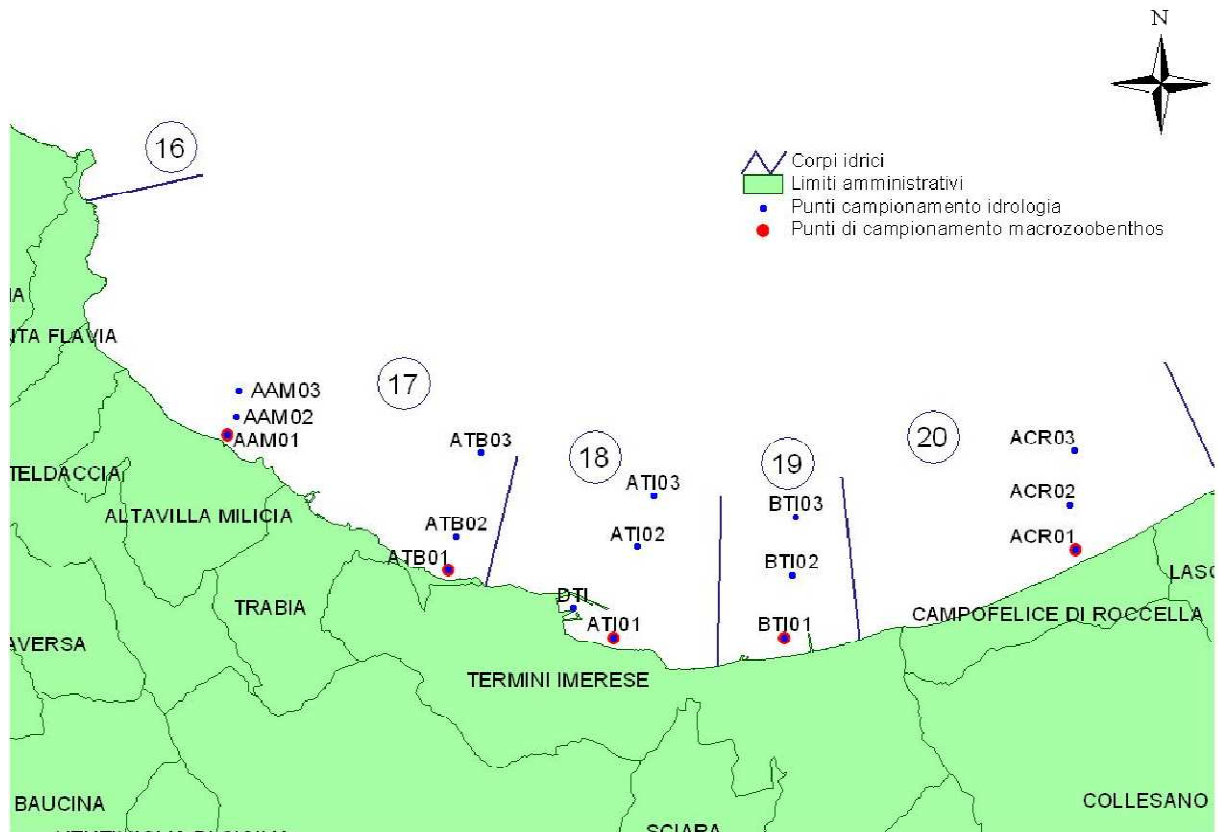 N
16
Corpi idrici
Limiti amministrativi
Punti campionamento idrologia
Punti di campionamento macrozoobenthos
IA
NTA FLAVIA
AAM03
17
AAM02
AAM01
ATB03
18
19
20
ACR03
TELDACCIA
ATI03
BTI03
ACR02
ALTAVILLA MILICIA
ATB02
ATI02
ACR01
ATB01
BTI02
LASC
TRABIA
DTI
CAMPOFELICE DI ROCCELLA
ATI01
BTI01
AVERSA
TERMINI IMERESE
BAUCINA
COLLESANO
SCIARA